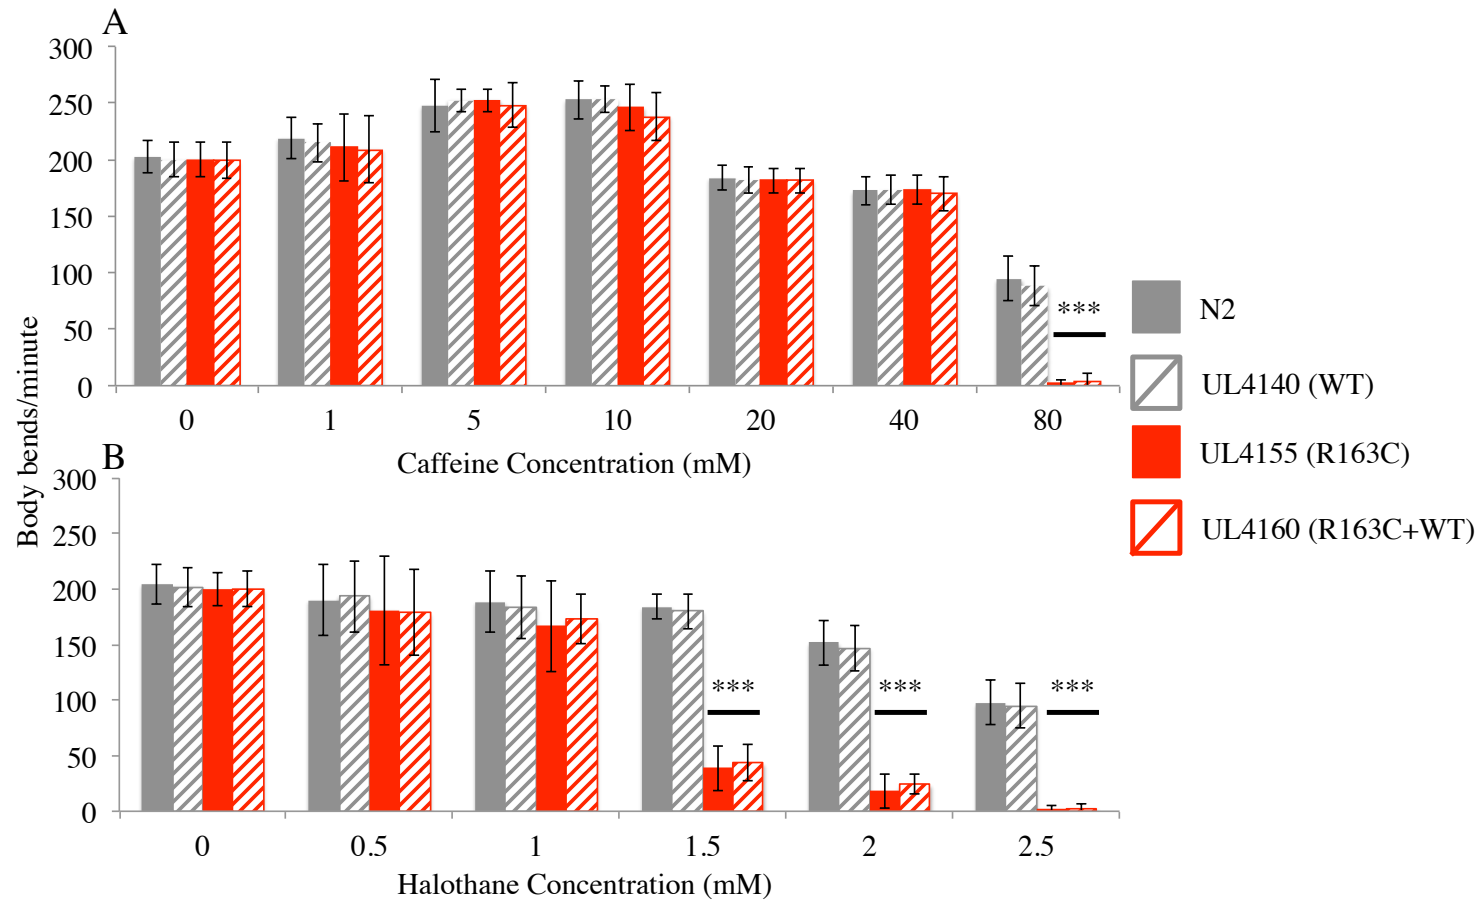 A
300
250
200
150
100
50
0
***
0 1 5 10 20 40 80
Caffeine Concentration (mM)
Body bends/minute
B
300
250
200
150
100
50
0
*** *** ***
0 0.5 1 1.5 2 2.5
Halothane Concentration (mM)
N2
UL4140 (WT)
UL4155 (R163C)
UL4160 (R163C+WT)